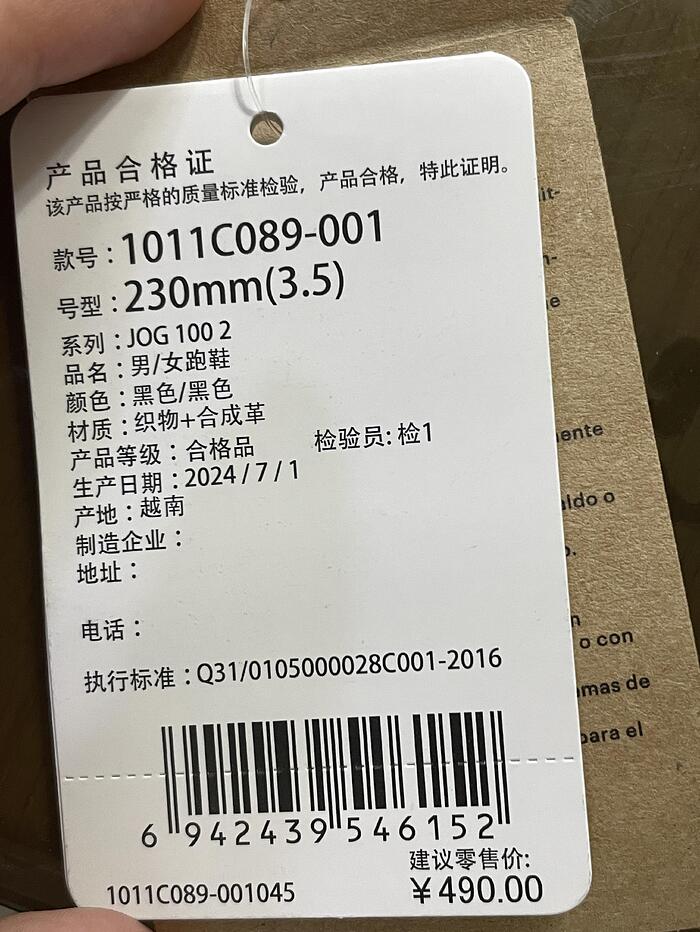 产品合格证
该产品按严格的质量标准检验，产品合格，特此证明。
款号：1011C089-001
号型：230mm(3.5)
系列：JOG 100 2
品名：男/女跑鞋
颜色：黑色/黑色
材质：织物+合成革
产品等级：合格品 检验员: 检1
生产日期：2024 / 7 / 1
产地：越南
制造企业：
地址：
电话：
执行标准：Q31/0105000028C001-2016
6 942439 546152
建议零售价:
1011C089-001045 ¥490.00
o con
para el